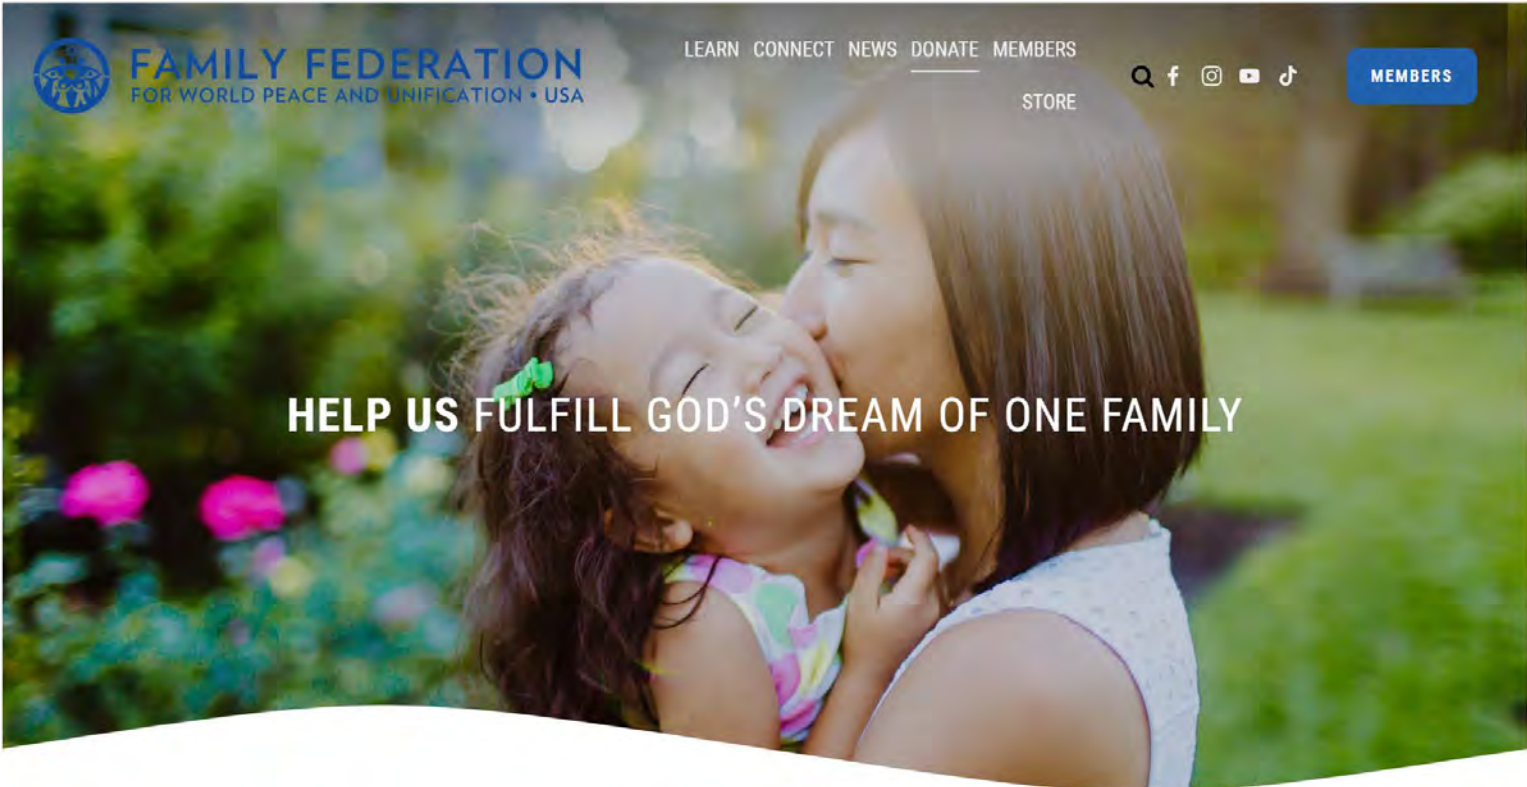 FAMILY FEDERATION
FOR WORLD PEACE AND UNIFICATION • USA
LEARN CONNECT NEWS DONATE MEMBERS
STORE
MEMBERS
HELP US FULFILL GOD'S DREAM OF ONE FAMILY